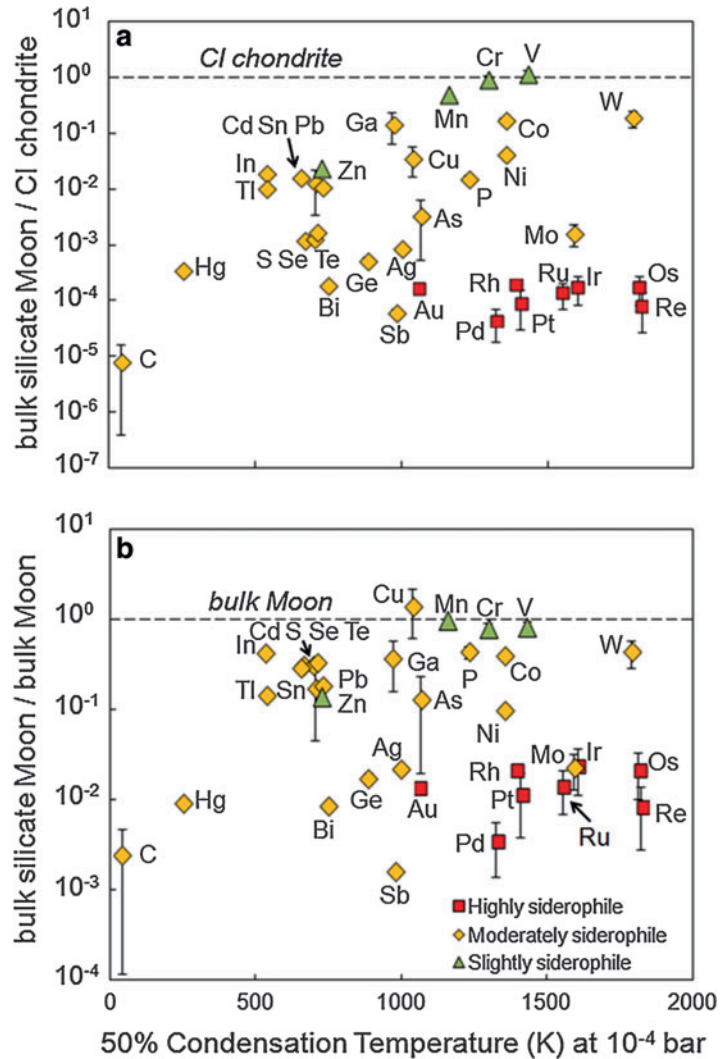 a
CI chondrite
Cr V
Mn
Ga
Co
W
Cd Sn Pb
Cu
Ni
In
Zn
P
Tl
As
Mo
S Se Te
Hg
Ge
Ag
Bi
Au
Rh
Ru
Ir
Os
Sb
Pd
Pt
Re
C
10¹
10⁰
10⁻¹
10⁻²
10⁻³
10⁻⁴
10⁻⁵
10⁻⁶
10⁻⁷
bulk silicate Moon / CI chondrite
b
bulk Moon
Cu
Mn
Cr
V
Cd S Se Te
In
Ga
P
Co
W
Tl
Sn
Pb
Zn
As
Ni
Ag
Hg
Ge
Bi
Au
Rh
Mo
Ir
Os
Pt
Ru
Re
Pd
C
Sb
Highly siderophile
Moderately siderophile
Slightly siderophile
10¹
10⁰
10⁻¹
10⁻²
10⁻³
10⁻⁴
bulk silicate Moon / bulk Moon
0 500 1000 1500 2000
50% Condensation Temperature (K) at 10⁻⁴ bar